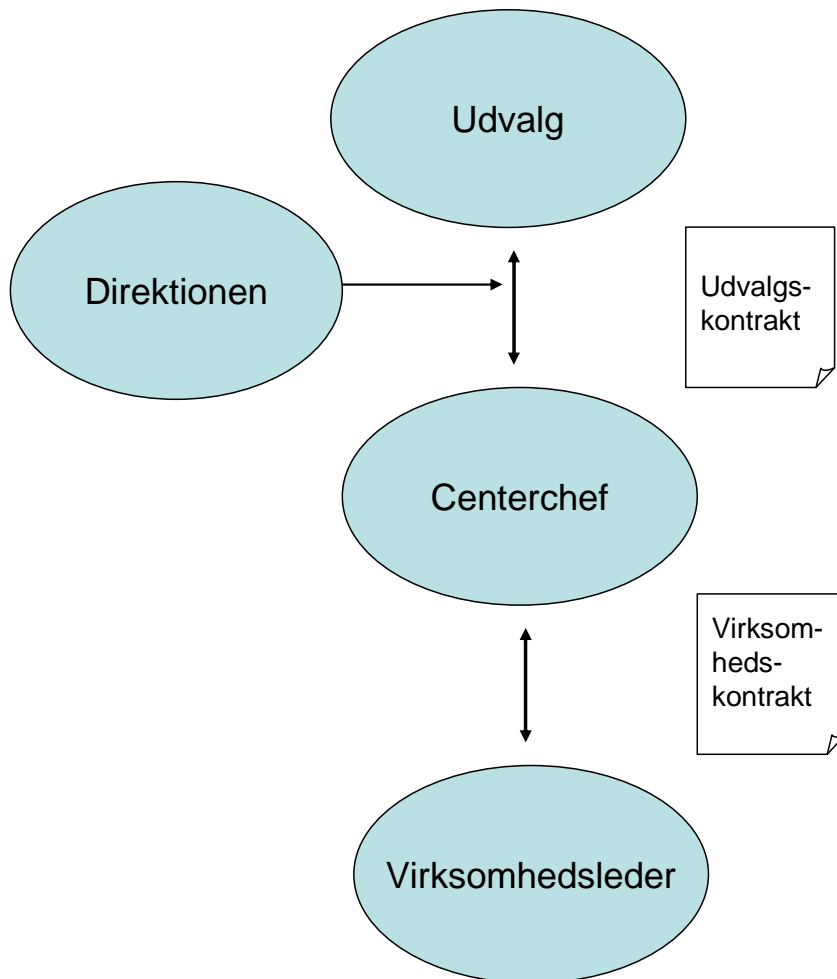 Udvalg
Direktionen
Udvalgs-
kontrakt
Centerchef
Virksom-
heds-
kontrakt
Virksomhedsleder